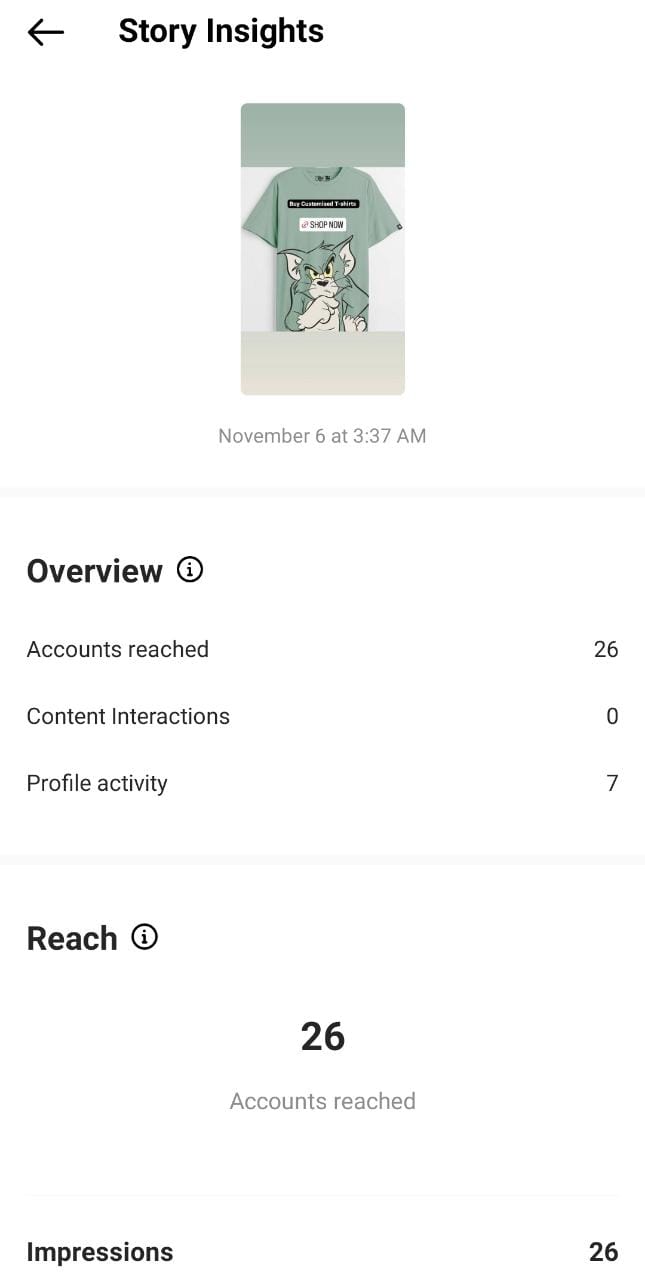 Story Insights
Buy Customised T-shirts
SHOP NOW
November 6 at 3:37 AM
Overview
Accounts reached 26
Content Interactions 0
Profile activity 7
Reach
26
Accounts reached
Impressions 26